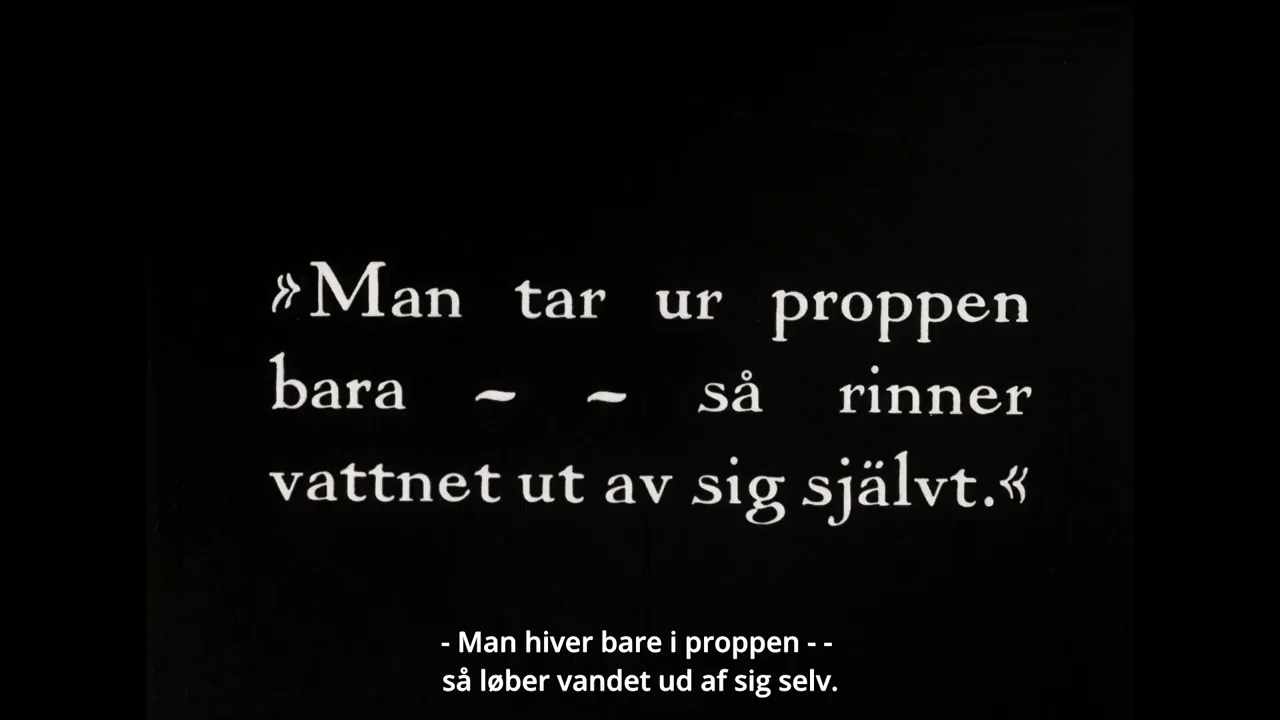 »Man tar ur proppen
bara ~ ~ så rinner
vattnet ut av sig självt.«
- Man hiver bare i proppen - -
så løber vandet ud af sig selv.